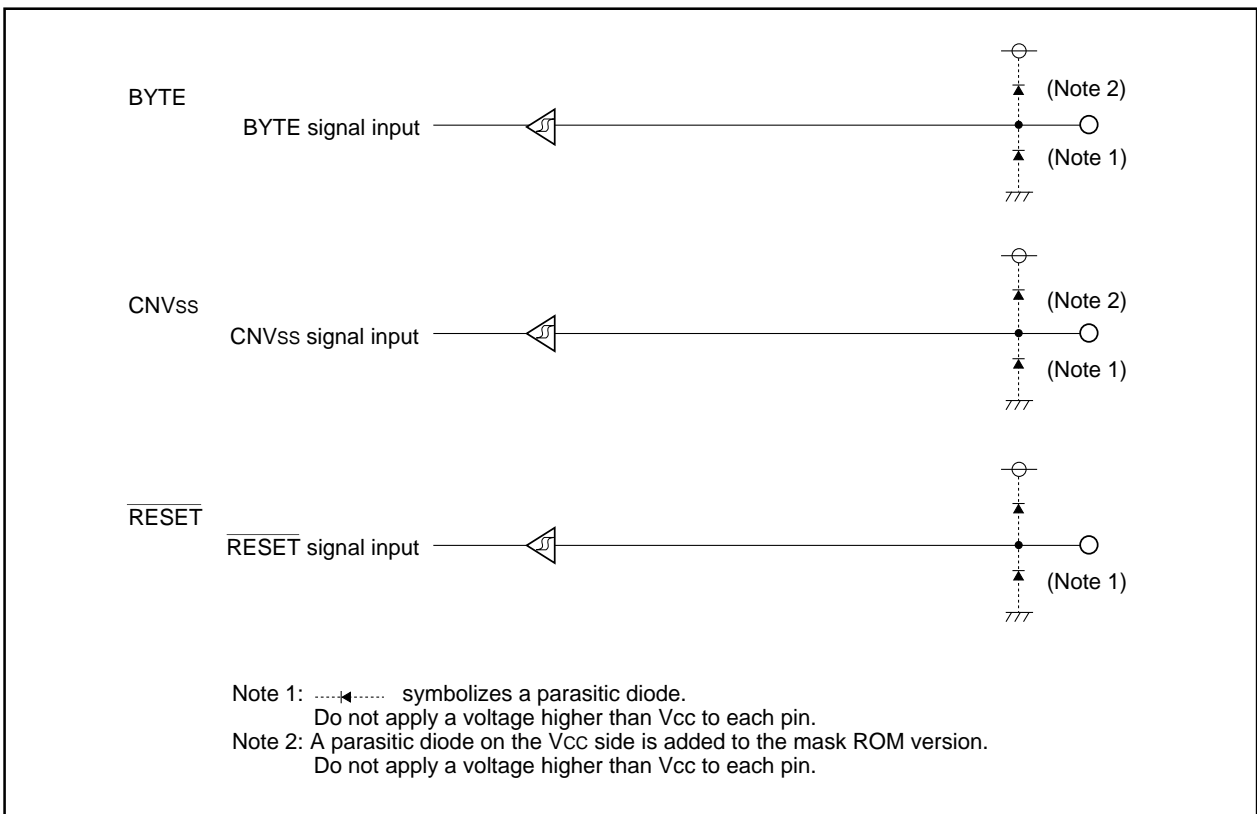 (Note 2)
BYTE
BYTE signal input
(Note 1)
(Note 2)
CNVss
CNVss signal input
(Note 1)
RESET
RESET signal input
(Note 1)
Note 1: symbolizes a parasitic diode.
Do not apply a voltage higher than Vcc to each pin.
Note 2: A parasitic diode on the VCC side is added to the mask ROM version.
Do not apply a voltage higher than Vcc to each pin.